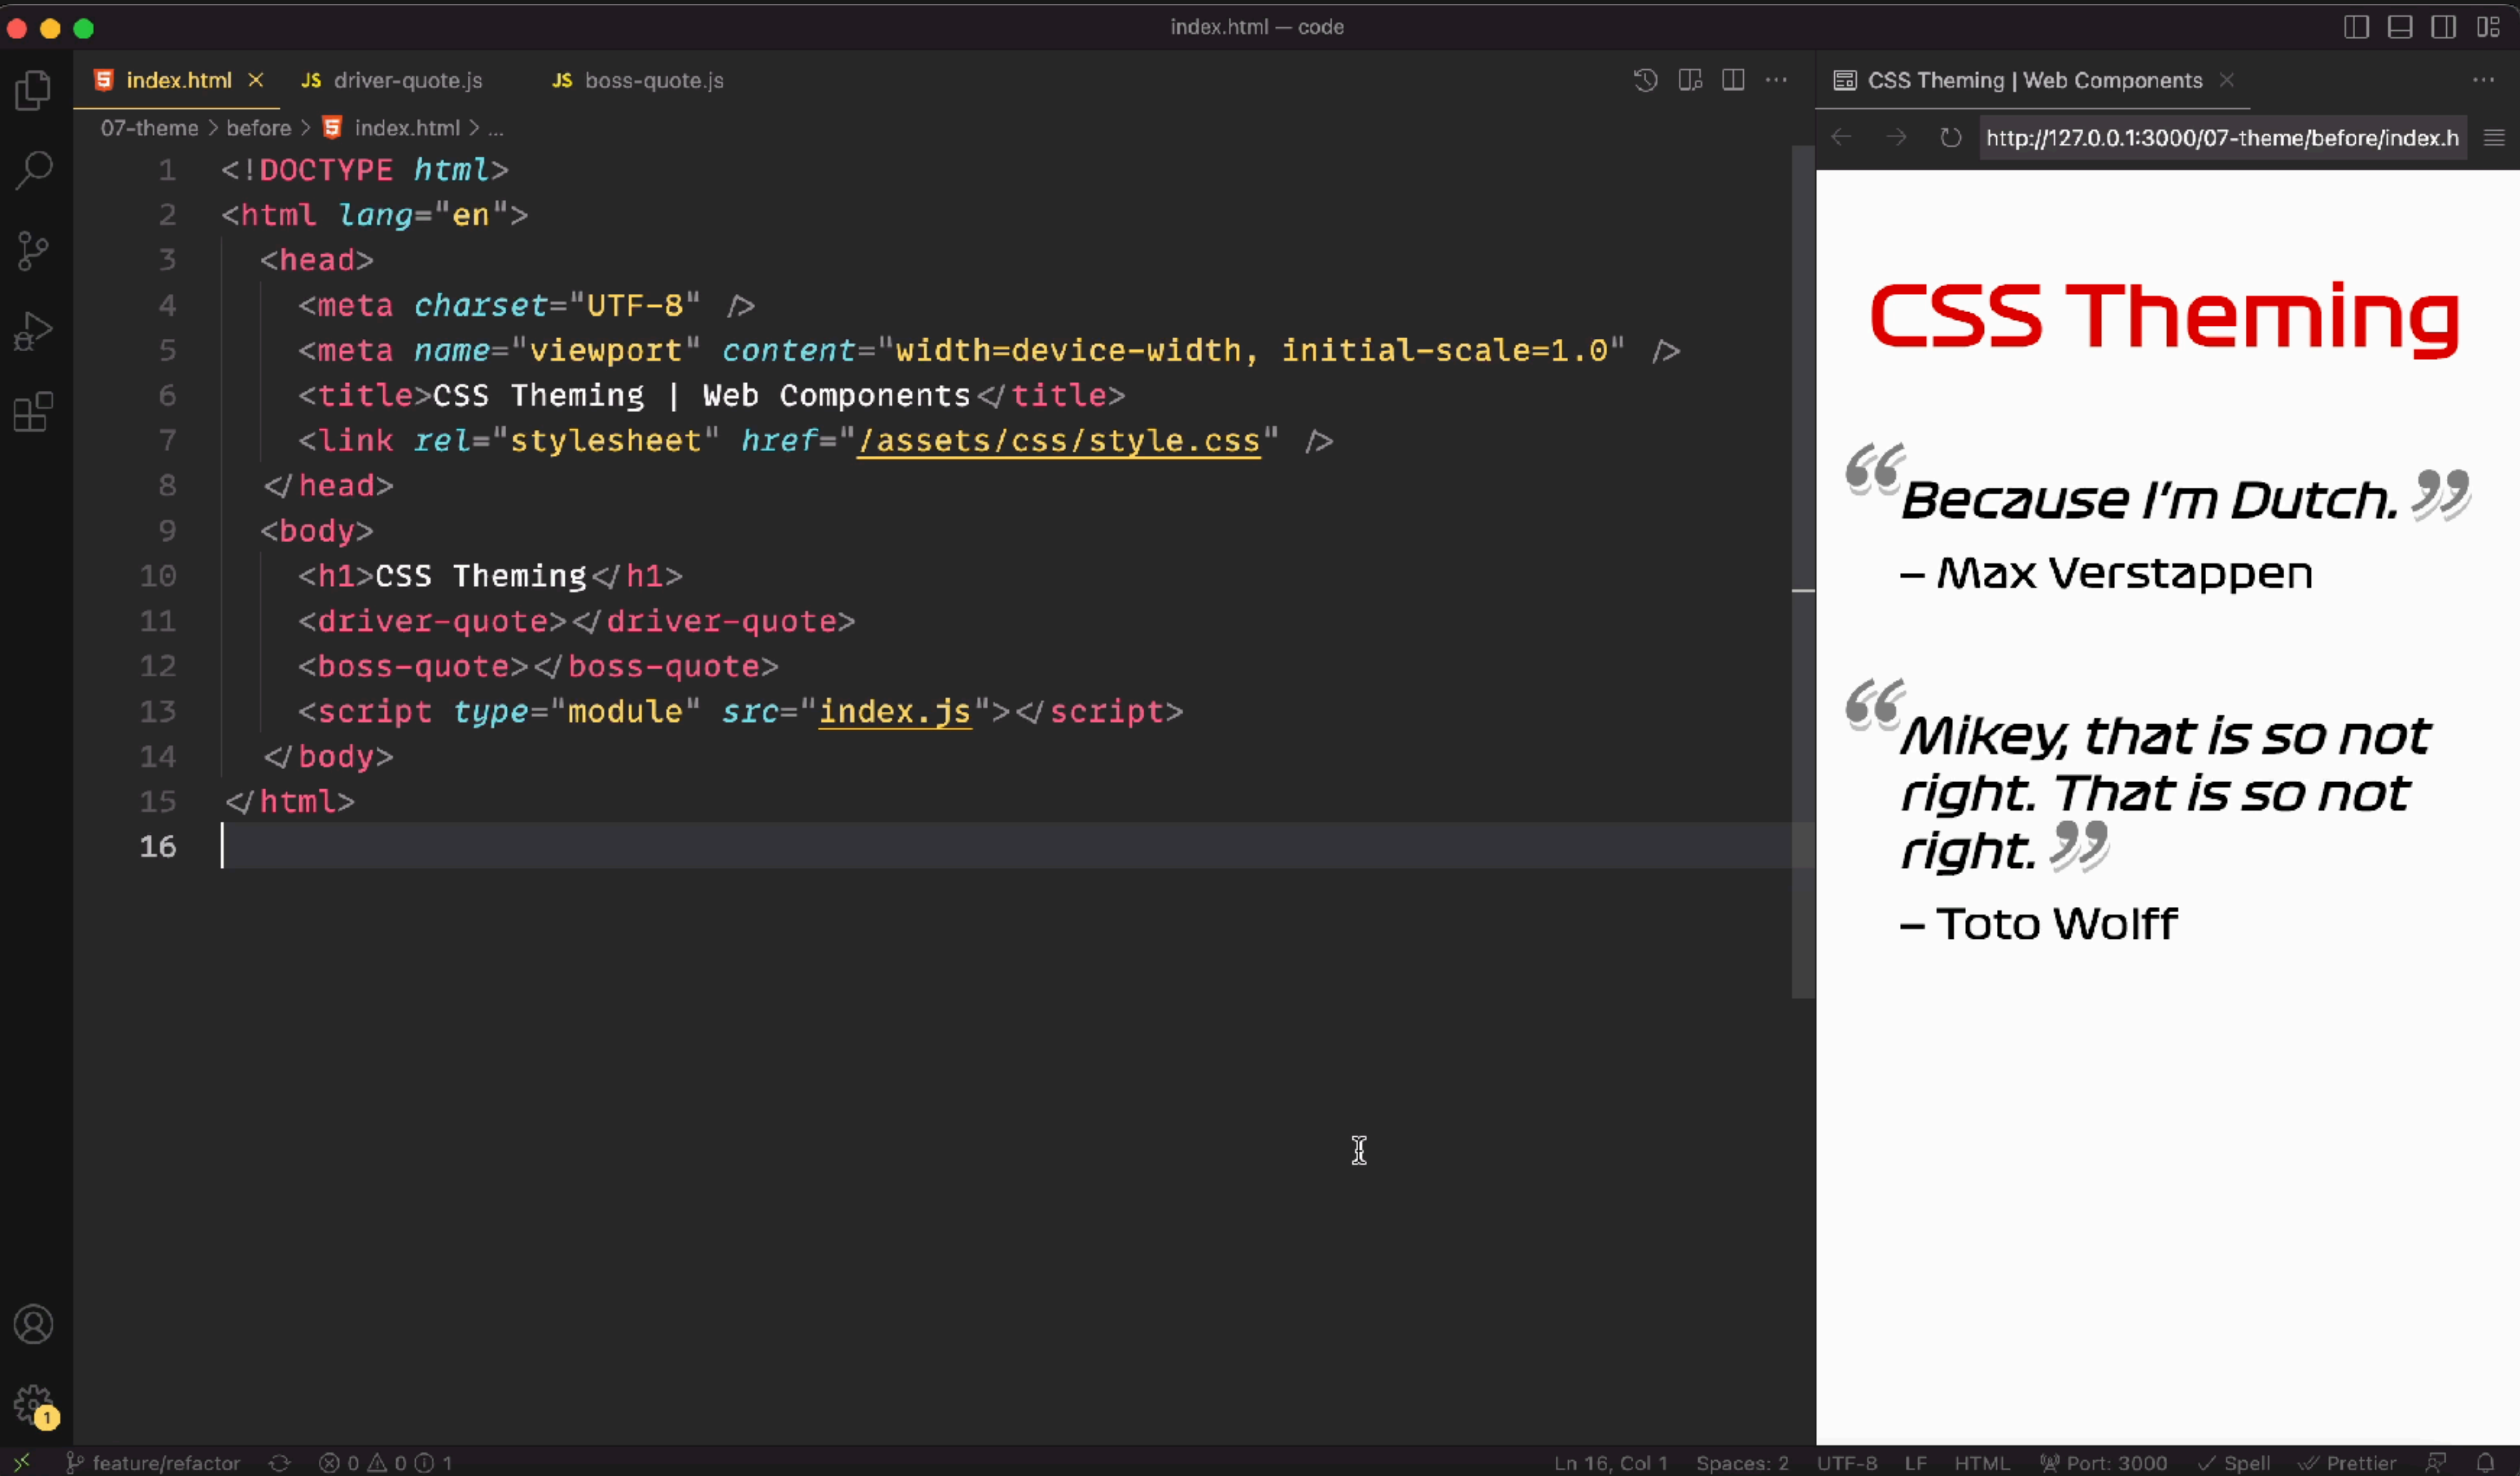 index.html — code
index.html
JS driver-quote.js
JS boss-quote.js
07-theme > before > index.html > ...
1 <!DOCTYPE html>
2 <html lang="en">
3 <head>
4 <meta charset="UTF-8" />
5 <meta name="viewport" content="width=device-width, initial-scale=1.0" />
6 <title>CSS Theming | Web Components</title>
7 <link rel="stylesheet" href="/assets/css/style.css" />
8 </head>
9 <body>
10 <h1>CSS Theming</h1>
11 <driver-quote></driver-quote>
12 <boss-quote></boss-quote>
13 <script type="module" src="index.js"></script>
14 </body>
15 </html>
16
CSS Theming | Web Components
http://127.0.0.1:3000/07-theme/before/index.h
CSS Theming
“Because I’m Dutch.”
– Max Verstappen
“Mikey, that is so not
right. That is so not
right.”
– Toto Wolff
1
feature/refactor 0 0 1 Ln 16, Col 1 Spaces: 2 UTF-8 LF HTML Port: 3000 Spell Prettier